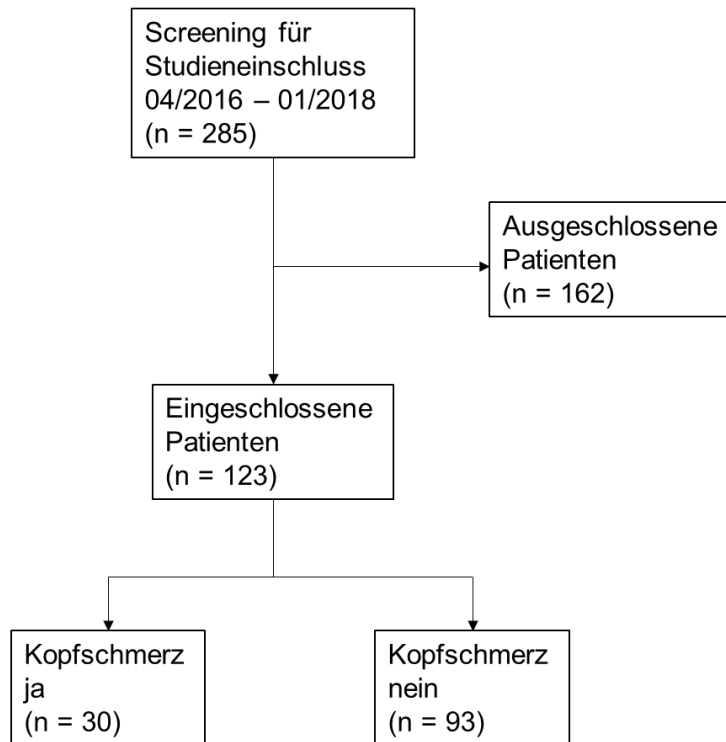 Screening für
Studieneinschluss
04/2016 – 01/2018
(n = 285)
Ausgeschlossene
Patienten
(n = 162)
Eingeschlossene
Patienten
(n = 123)
Kopfschmerz
ja
(n = 30)
Kopfschmerz
nein
(n = 93)